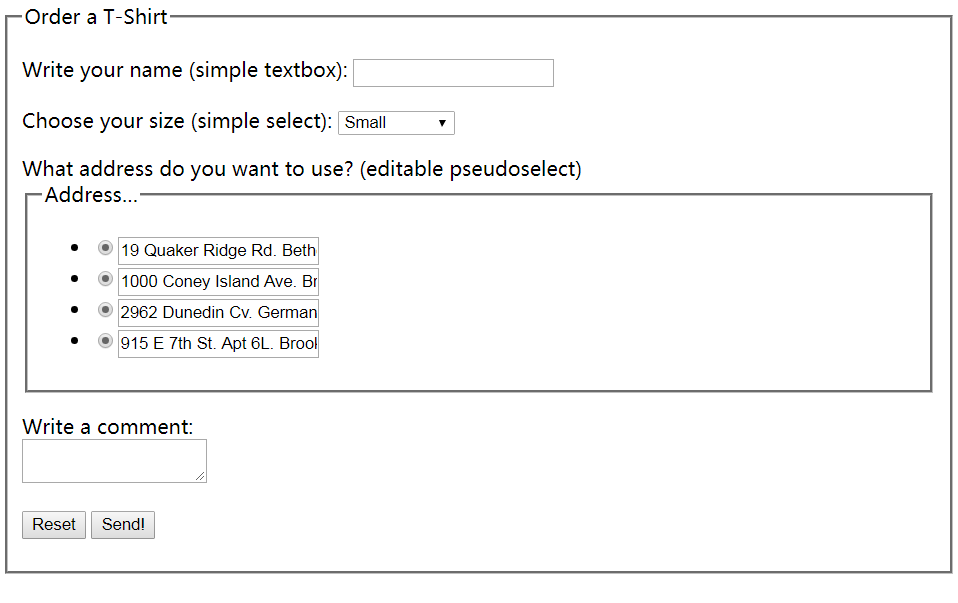 Order a T-Shirt
Write your name (simple textbox):
Choose your size (simple select): Small
What address do you want to use? (editable pseudoselect)
Address...
19 Quaker Ridge Rd. Beth
1000 Coney Island Ave. Br
2962 Dunedin Cv. German
915 E 7th St. Apt 6L. Brook
Write a comment:
Reset Send!